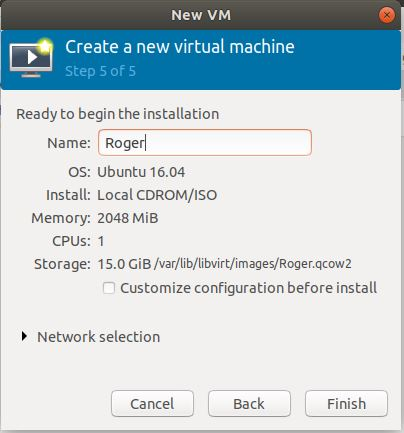 New VM
Create a new virtual machine
Step 5 of 5
Ready to begin the installation
Name: Roger
OS: Ubuntu 16.04
Install: Local CDROM/ISO
Memory: 2048 MiB
CPUs: 1
Storage: 15.0 GiB /var/lib/libvirt/images/Roger.qcow2
Customize configuration before install
Network selection
Cancel Back Finish